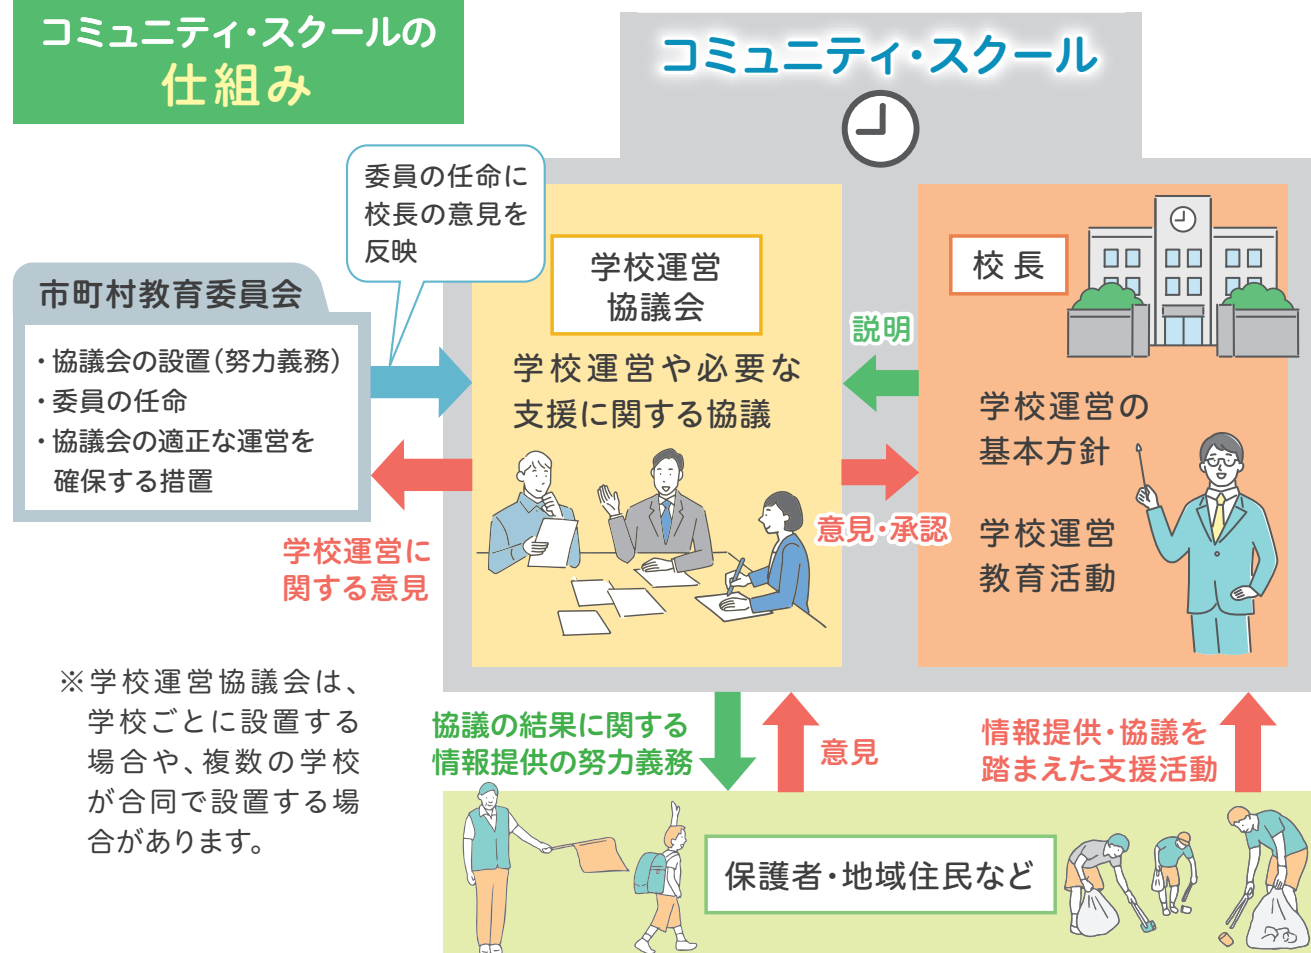 コミュニティ・スクールの
仕組み
コミュニティ・スクール
委員の任命に
校長の意見を
反映
市町村教育委員会
・協議会の設置(努力義務)
・委員の任命
・協議会の適正な運営を
確保する措置
学校運営に
関する意見
学校運営
協議会
学校運営や必要な
支援に関する協議
説明
意見・承認
校長
学校運営の
基本方針
学校運営
教育活動
※学校運営協議会は、
学校ごとに設置する
場合や、複数の学校
が合同で設置する場
合があります。
協議の結果に関する
情報提供の努力義務
意見
情報提供・協議を
踏まえた支援活動
保護者・地域住民など